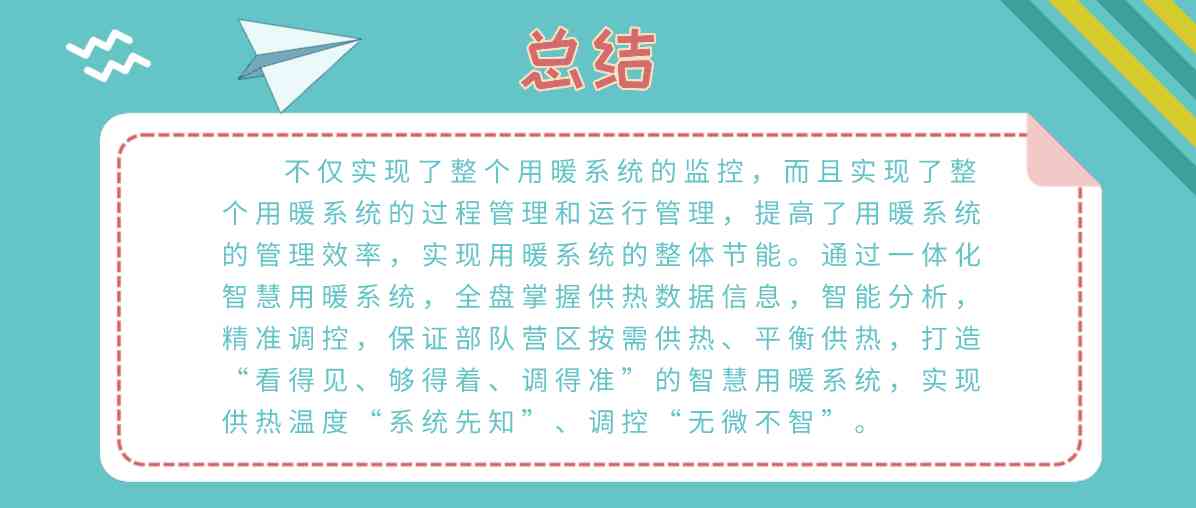 总结
不仅实现了整个用暖系统的监控，而且实现了整
个用暖系统的过程管理和运行管理，提高了用暖系统
的管理效率，实现用暖系统的整体节能。通过一体化
智慧用暖系统，全盘掌握供热数据信息，智能分析，
精准调控，保证部队营区按需供热、平衡供热，打造
“看得见、够得着、调得准”的智慧用暖系统，实现
供热温度“系统先知”、调控“无微不智”。